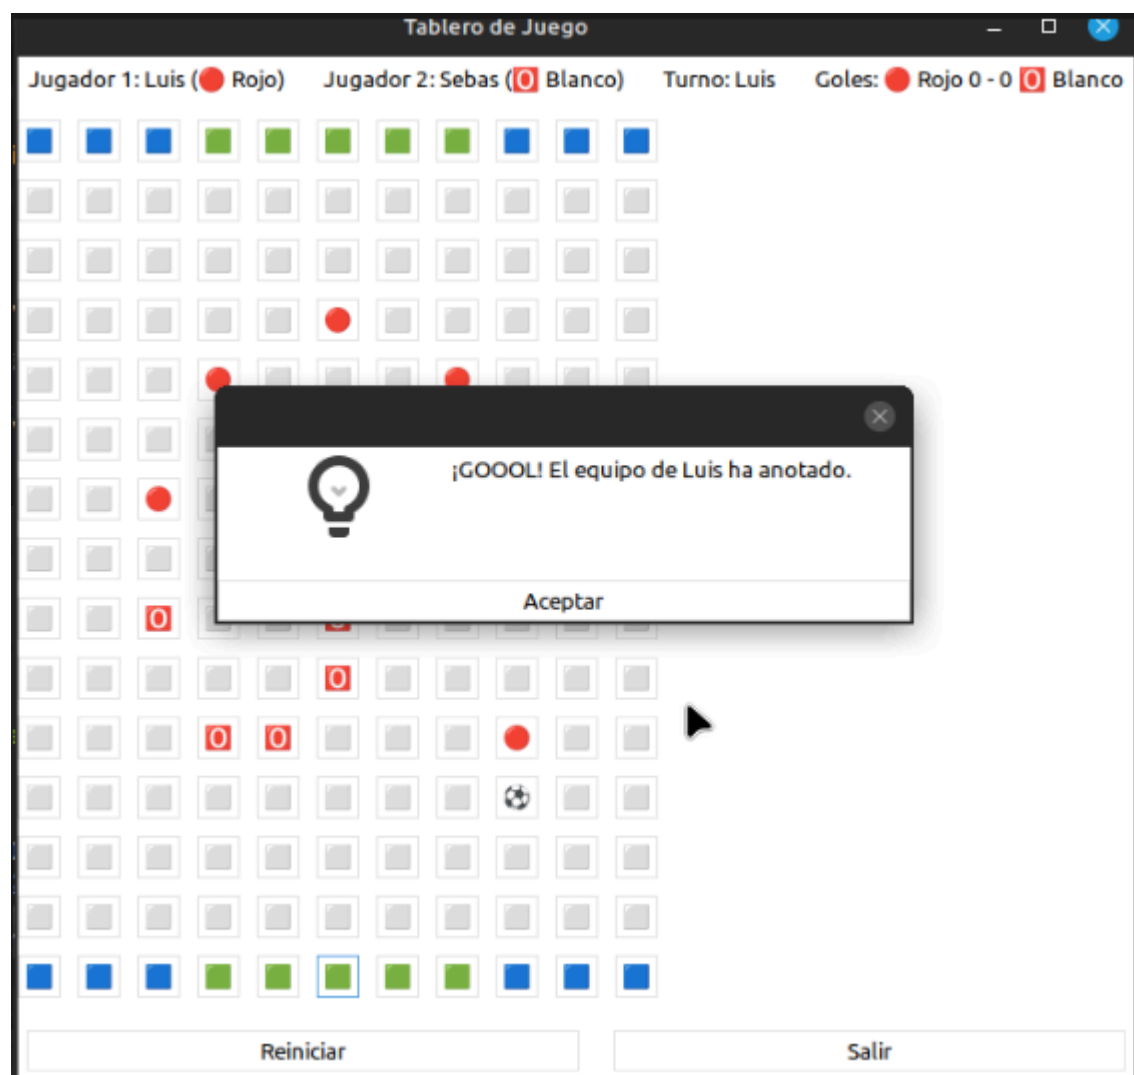 Tablero de Juego
Jugador 1: Luis (🔴 Rojo) Jugador 2: Sebas (🅾️ Blanco) Turno: Luis Goles: 🔴 Rojo 0 - 0 🅾️ Blanco
¡GOOOL! El equipo de Luis ha anotado.
Aceptar
Reiniciar Salir